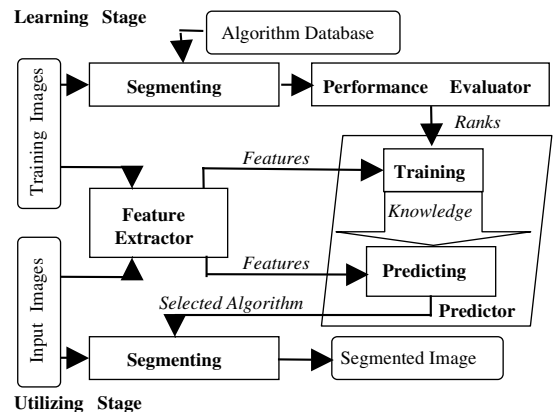 Learning Stage
Algorithm Database
Training Images
Segmenting
Performance Evaluator
Ranks
Features
Training
Feature
Extractor
Knowledge
Features
Predicting
Input Images
Selected Algorithm
Predictor
Segmenting
Segmented Image
Utilizing Stage